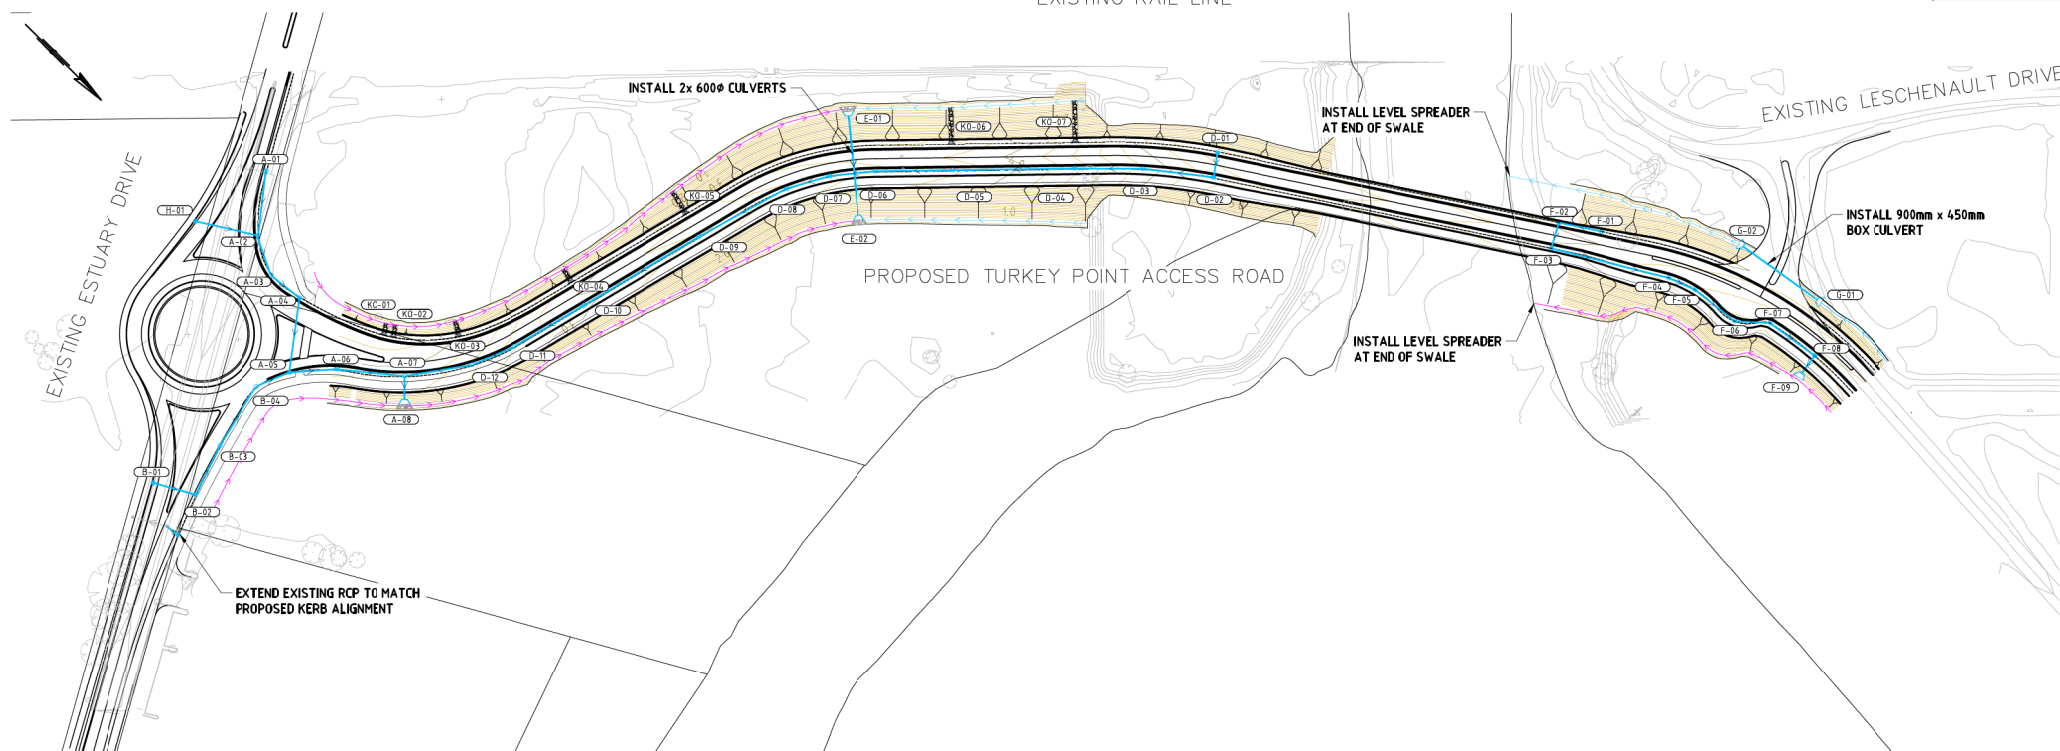 EXISTING RAIL LINE
INSTALL 2x 600ø CULVERTS
INSTALL LEVEL SPREADER
AT END OF SWALE
EXISTING LESCHENAULT DRIVE
EXISTING ESTUARY DRIVE
INSTALL 900mm x 450mm
BOX CULVERT
PROPOSED TURKEY POINT ACCESS ROAD
INSTALL LEVEL SPREADER
AT END OF SWALE
EXTEND EXISTING RCP TO MATCH
PROPOSED KERB ALIGNMENT
A-01
H-01
A-02
A-03
A-04
A-05
A-06
A-07
A-08
B-01
B-02
B-03
B-04
KO-01
KO-02
KO-03
KO-04
KO-05
KO-06
KO-07
E-01
E-02
D-01
D-02
D-03
D-04
D-05
D-06
D-07
D-08
D-09
D-10
D-11
D-12
F-01
F-02
F-03
F-04
F-05
F-06
F-07
F-08
F-09
G-01
G-02
1.0